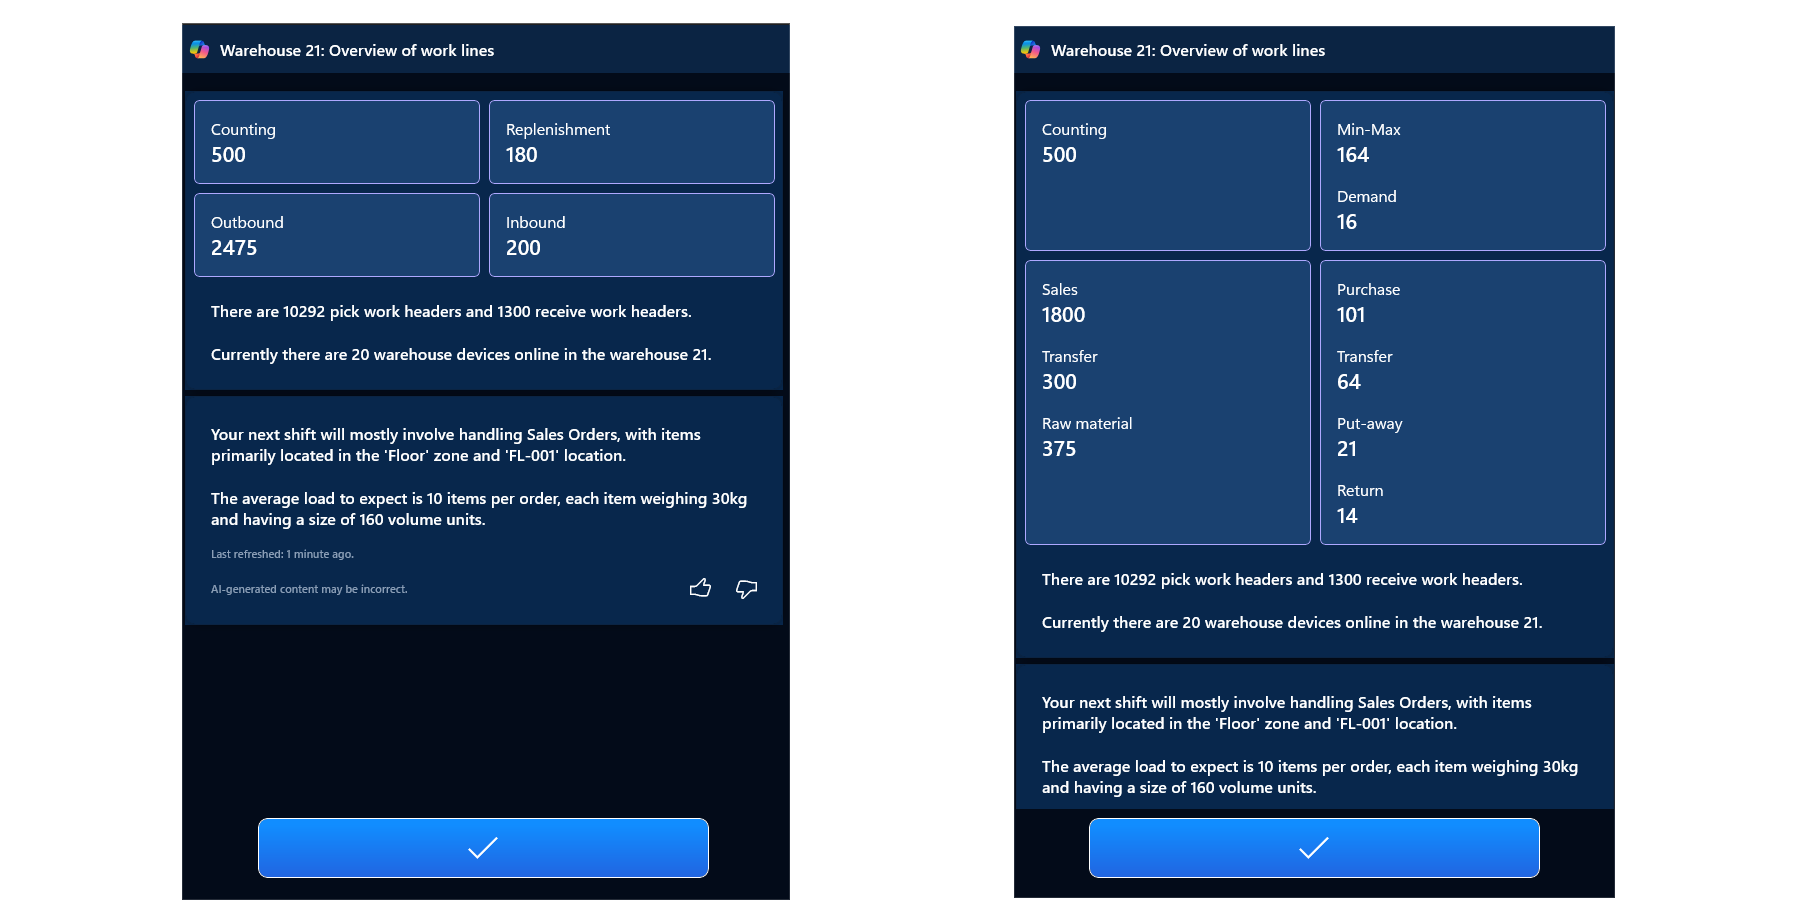 Warehouse 21: Overview of work lines
Counting
500
Replenishment
180
Outbound
2475
Inbound
200
There are 10292 pick work headers and 1300 receive work headers.
Currently there are 20 warehouse devices online in the warehouse 21.
Your next shift will mostly involve handling Sales Orders, with items
primarily located in the 'Floor' zone and 'FL-001' location.
The average load to expect is 10 items per order, each item weighing 30kg
and having a size of 160 volume units.
Last refreshed: 1 minute ago.
AI-generated content may be incorrect.
Warehouse 21: Overview of work lines
Counting
500
Min-Max
164
Demand
16
Sales
1800
Transfer
300
Raw material
375
Purchase
101
Transfer
64
Put-away
21
Return
14
There are 10292 pick work headers and 1300 receive work headers.
Currently there are 20 warehouse devices online in the warehouse 21.
Your next shift will mostly involve handling Sales Orders, with items
primarily located in the 'Floor' zone and 'FL-001' location.
The average load to expect is 10 items per order, each item weighing 30kg
and having a size of 160 volume units.